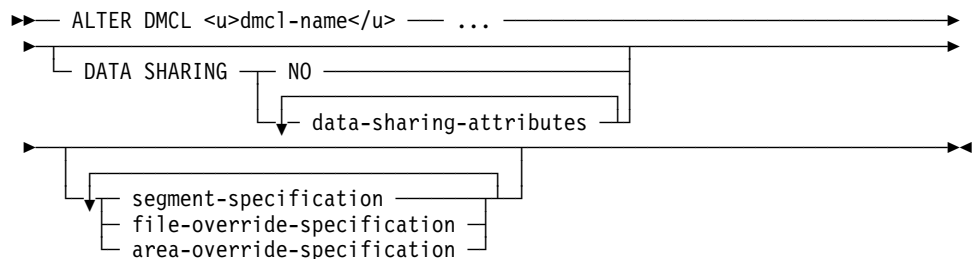 ALTER DMCL <u>dmcl-name</u> ...
DATA SHARING NO
data-sharing-attributes
segment-specification
file-override-specification
area-override-specification